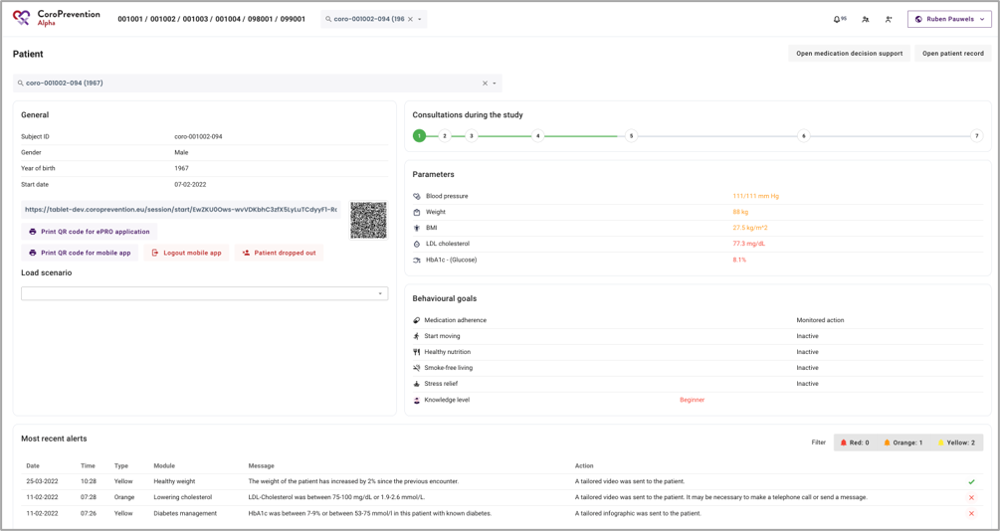 CoroPrevention
Alpha
001001 / 001002 / 001003 / 001004 / 098001 / 099001
coro-001002-094 (196
95
Ruben Pauwels
Patient
Open medication decision support
Open patient record
coro-001002-094 (1967)
General
Subject ID coro-001002-094
Gender Male
Year of birth 1967
Start date 07-02-2022
Print QR code for ePRO application
Print QR code for mobile app
Logout mobile app
Patient dropped out
Load scenario
Consultations during the study
1 2 3 4 5 6 7
Parameters
Blood pressure 111/111 mm Hg
Weight 88 kg
BMI 27.5 kg/m^2
LDL cholesterol 77.3 mg/dL
HbA1c - (Glucose) 8.1%
Behavioural goals
Medication adherence Monitored action
Start moving Inactive
Healthy nutrition Inactive
Smoke-free living Inactive
Stress relief Inactive
Knowledge level Beginner
Most recent alerts
Filter Red: 0 Orange: 1 Yellow: 2
Date Time Type Module Message Action
25-03-2022 10:28 Yellow Healthy weight The weight of the patient has increased by 2% since the previous encounter. A tailored video was sent to the patient.
11-02-2022 07:28 Orange Lowering cholesterol LDL-Cholesterol was between 75-100 mg/dL or 1.9-2.6 mmol/L. A tailored video was sent to the patient. It may be necessary to make a telephone call or send a message.
11-02-2022 07:26 Yellow Diabetes management HbA1c was between 7-9% or between 53-75 mmol/l in this patient with known diabetes. A tailored infographic was sent to the patient.